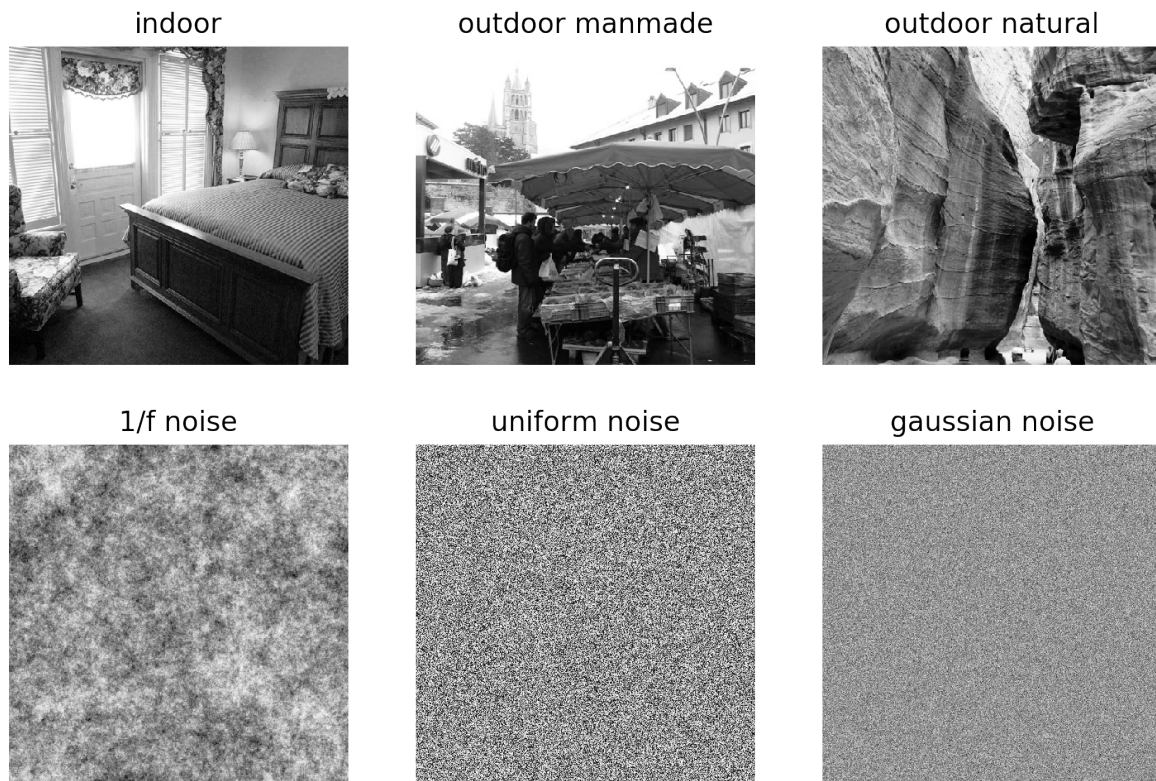 indoor
outdoor manmade
outdoor natural
1/f noise
uniform noise
gaussian noise